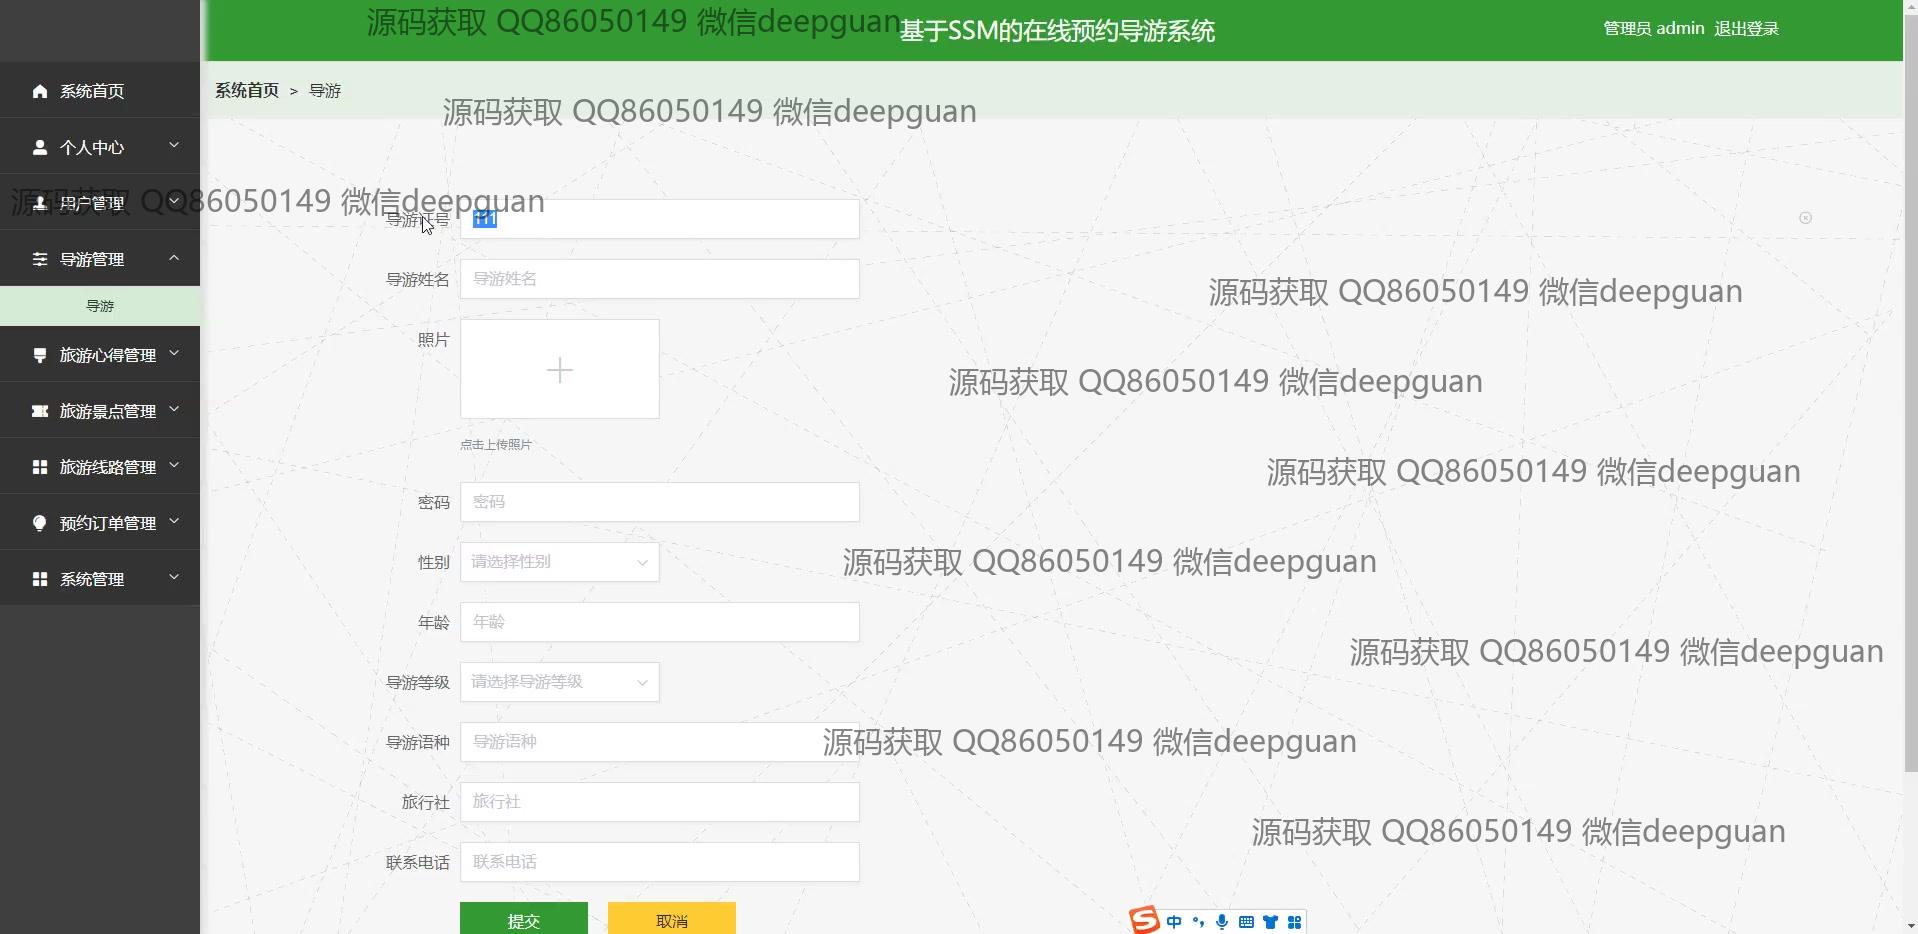 源码获取 QQ86050149 微信deepguan
基于SSM的在线预约导游系统
管理员 admin 退出登录
系统首页 > 导游
源码获取 QQ86050149 微信deepguan
系统首页
个人中心
用户管理
源码获取 QQ86050149 微信deepguan
导游管理
导游
旅游心得管理
旅游景点管理
旅游线路管理
预约订单管理
系统管理
导游证号 111
导游姓名 导游姓名
源码获取 QQ86050149 微信deepguan
照片
源码获取 QQ86050149 微信deepguan
点击上传照片
源码获取 QQ86050149 微信deepguan
密码 密码
性别 请选择性别
源码获取 QQ86050149 微信deepguan
年龄 年龄
源码获取 QQ86050149 微信deepguan
导游等级 请选择导游等级
导游语种 导游语种
源码获取 QQ86050149 微信deepguan
旅行社 旅行社
源码获取 QQ86050149 微信deepguan
联系电话 联系电话
提交 取消
中